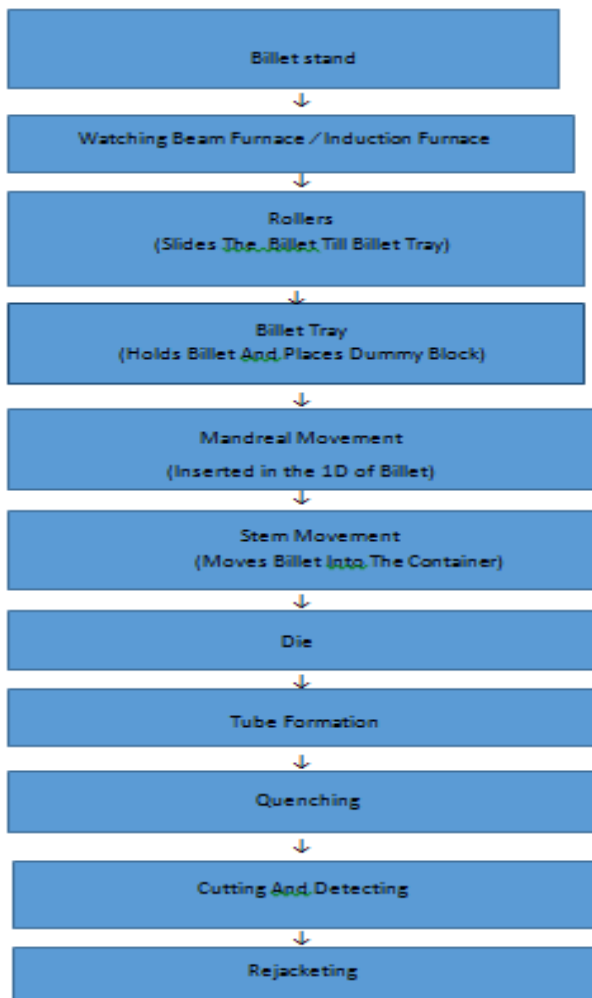 Billet stand
Watching Beam Furnace / Induction Furnace
Rollers
(Slides The Billet Till Billet Tray)
Billet Tray
(Holds Billet And Places Dummy Block)
Mandreal Movement
(Inserted in the 1D of Billet)
Stem Movement
(Moves Billet Into The Container)
Die
Tube Formation
Quenching
Cutting And Detecting
Rejacketing